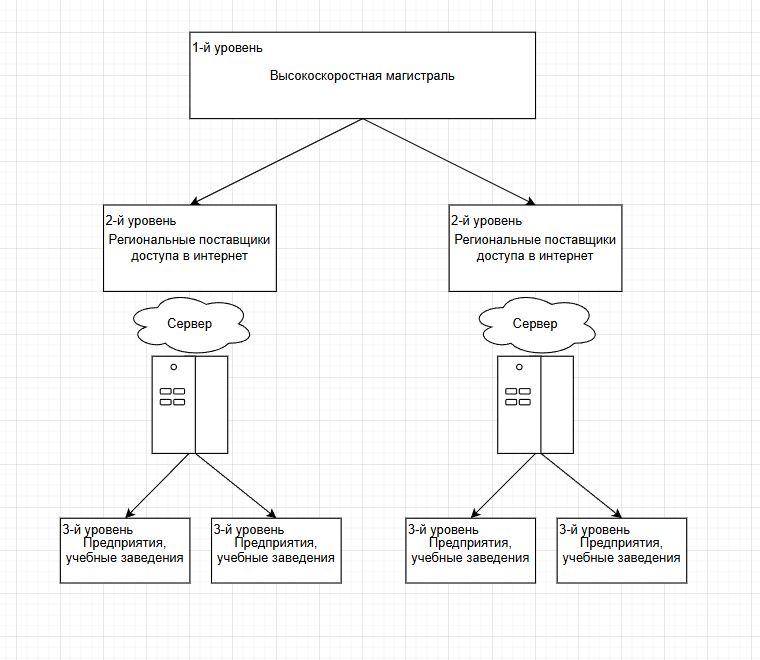 1-й уровень
Высокоскоростная магистраль
2-й уровень
Региональные поставщики
доступа в интернет
2-й уровень
Региональные поставщики
доступа в интернет
Сервер
Сервер
3-й уровень
Предприятия,
учебные заведения
3-й уровень
Предприятия,
учебные заведения
3-й уровень
Предприятия,
учебные заведения
3-й уровень
Предприятия,
учебные заведения